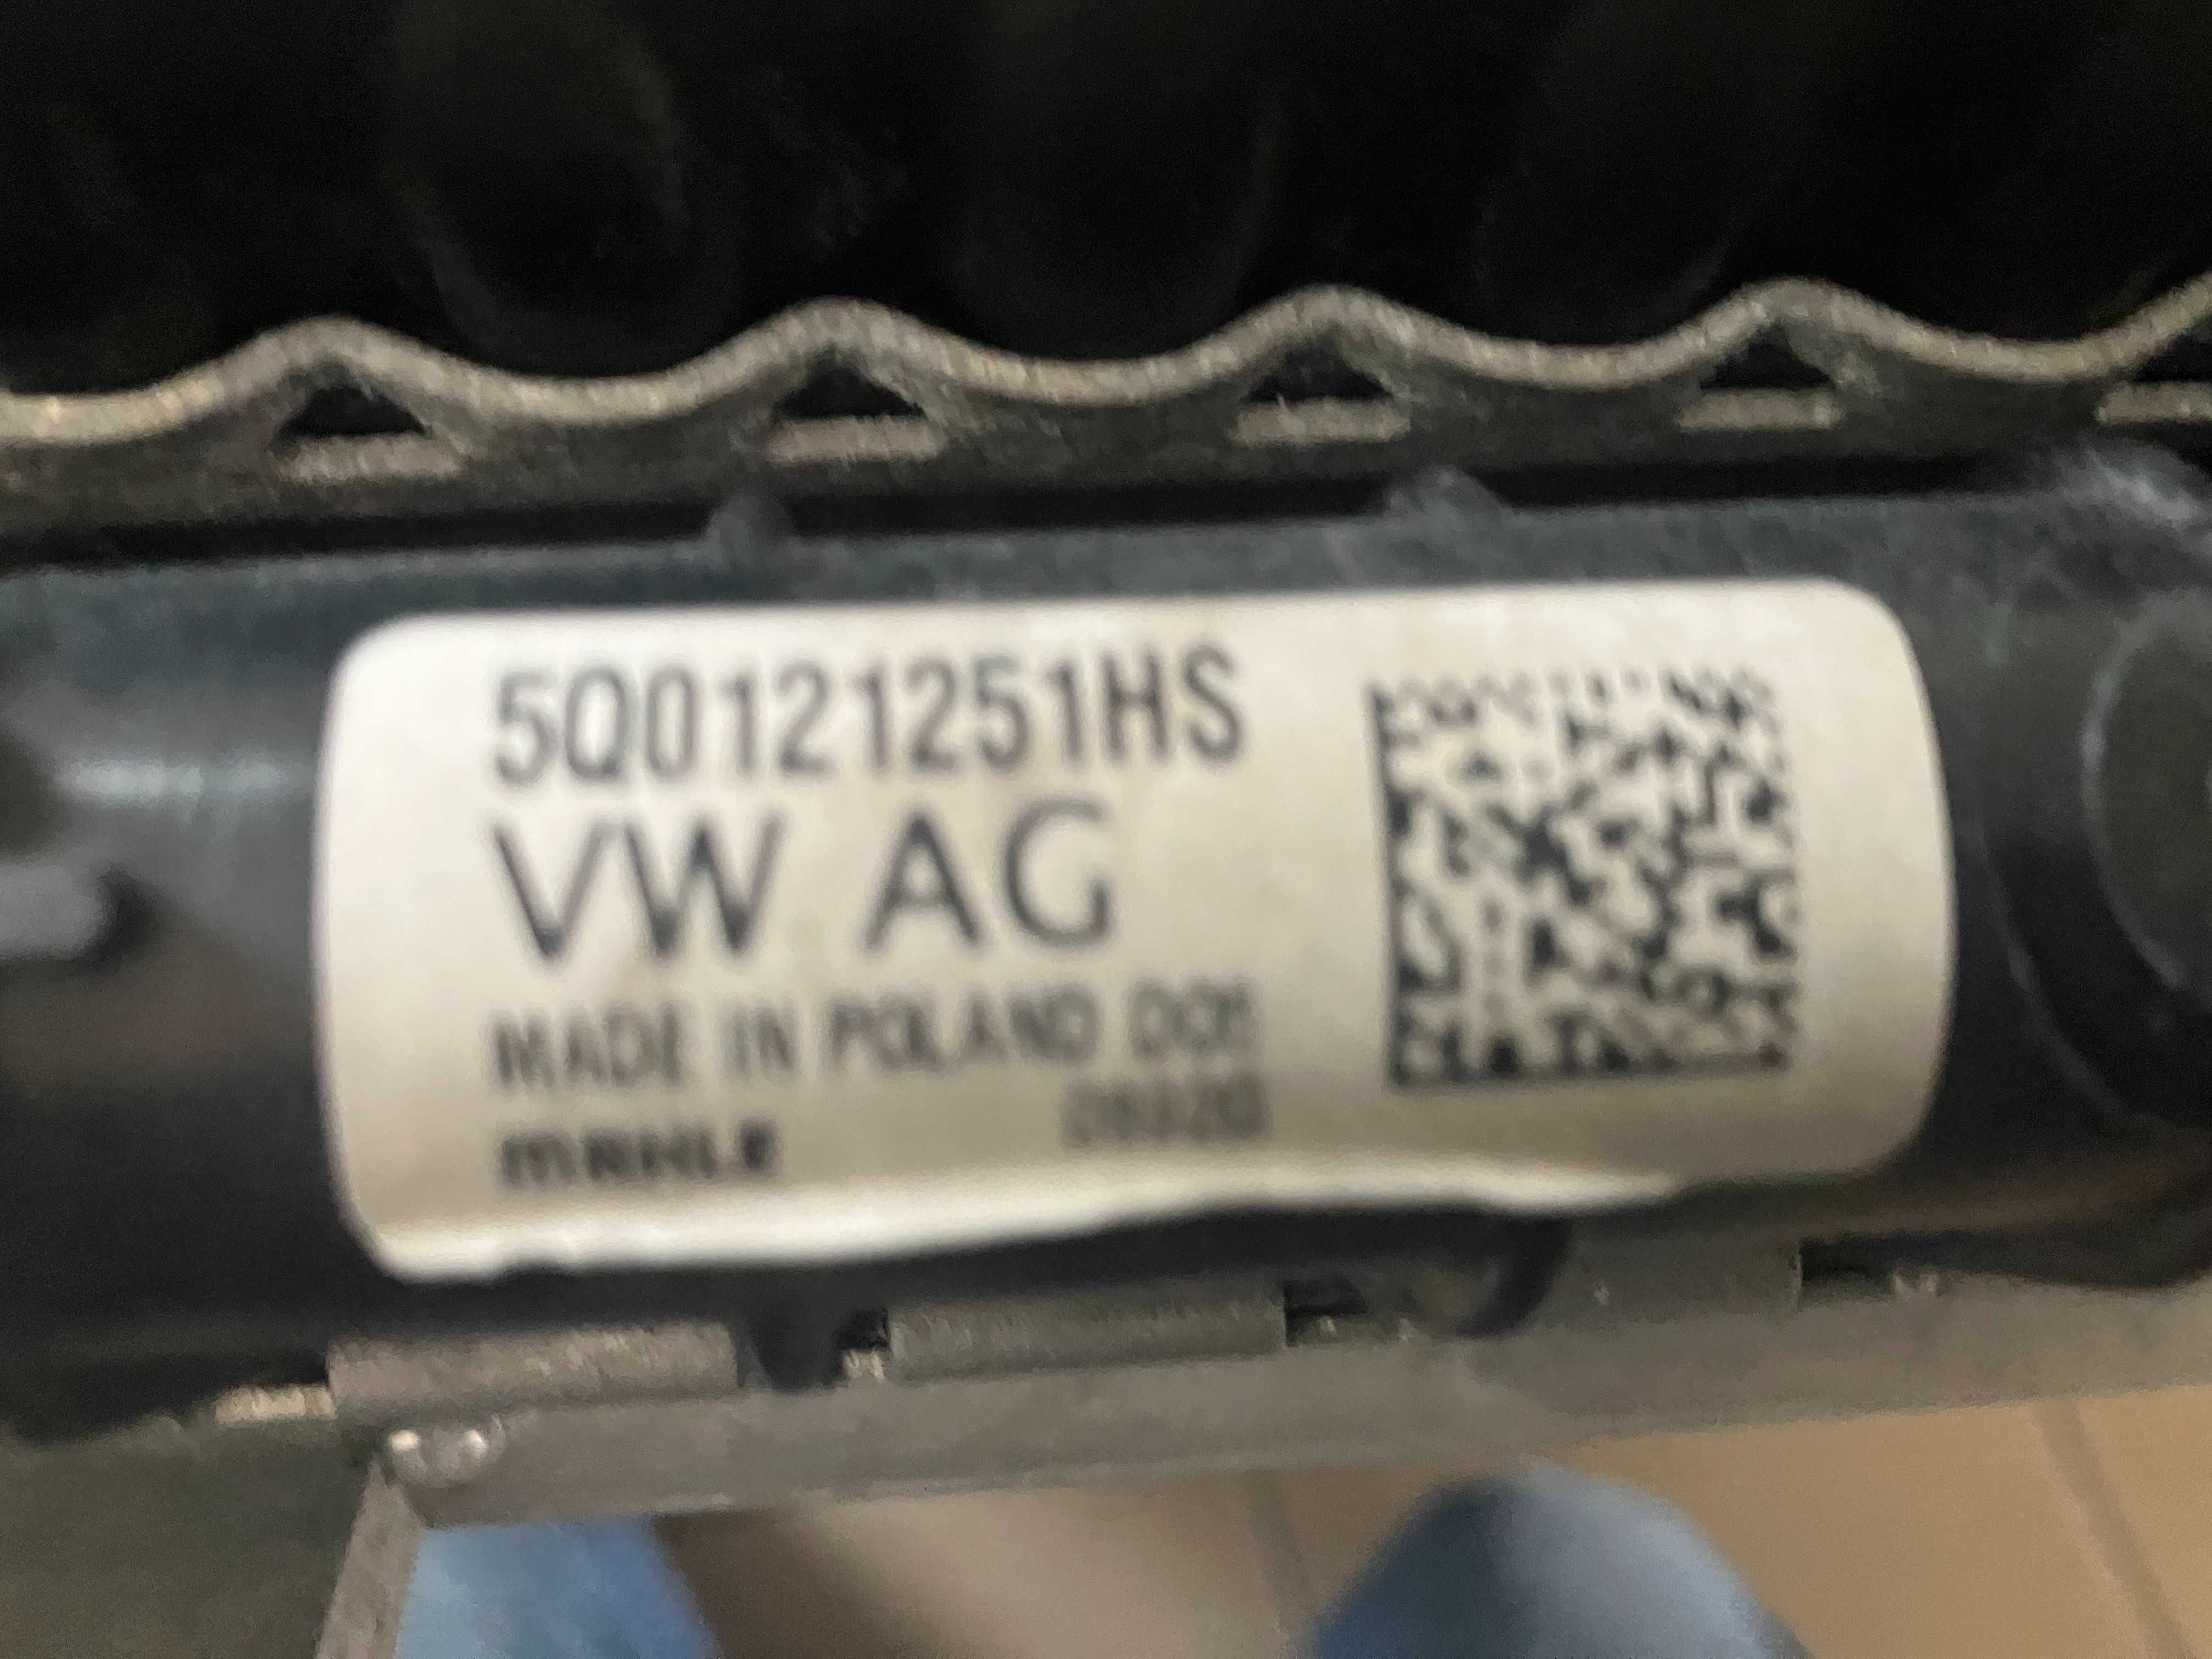 5Q0121251HS
VW AG
MADE IN POLAND
MAHLE